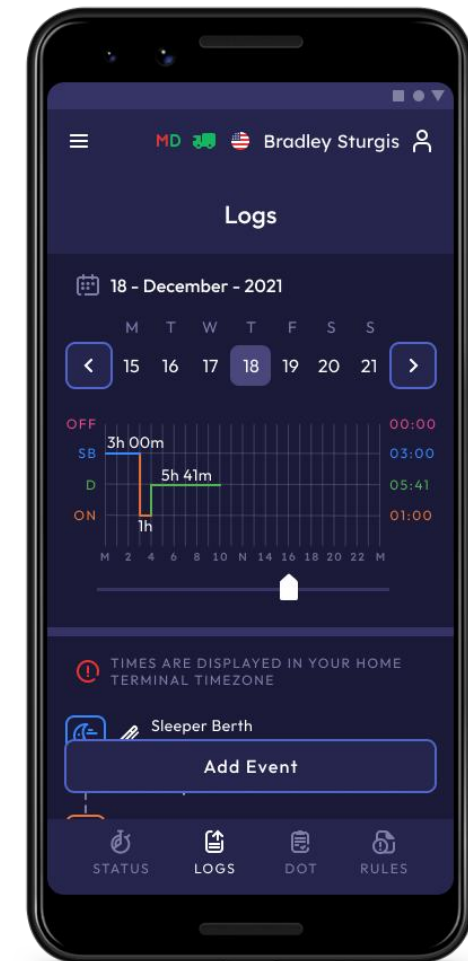 MD Bradley Sturgis
Logs
18 - December - 2021
M T W T F S S
15 16 17 18 19 20 21
OFF 00:00
3h 00m
SB 03:00
5h 41m
D 05:41
ON 01:00
1h
M 2 4 6 8 10 N 14 16 18 20 22 M
TIMES ARE DISPLAYED IN YOUR HOME
TERMINAL TIMEZONE
Sleeper Berth
Add Event
STATUS LOGS DOT RULES